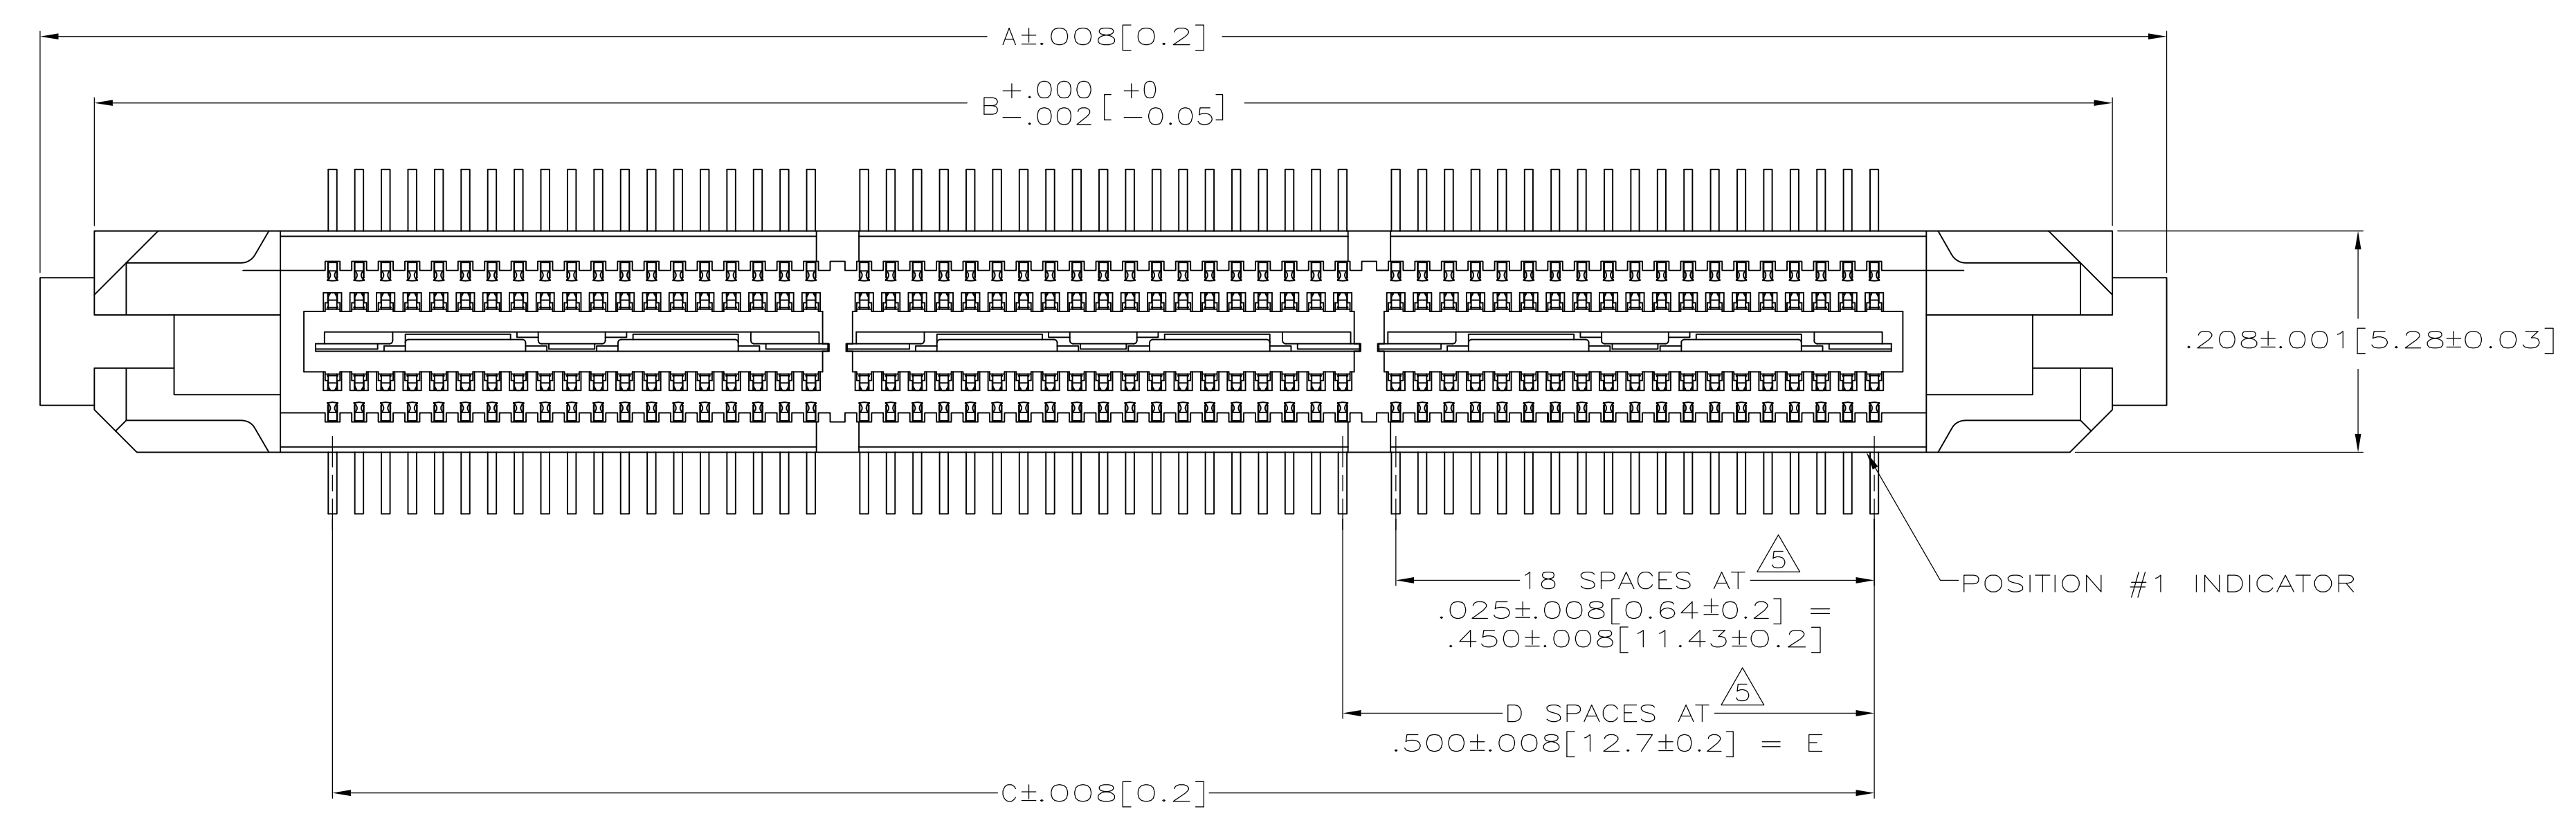 A±.008[0.2]
B +.000 -.002 [ +0 -0.05]
.208±.001[5.28±0.03]
5
18 SPACES AT
.025±.008[0.64±0.2] =
.450±.008[11.43±0.2]
POSITION #1 INDICATOR
5
D SPACES AT
.500±.008[12.7±0.2] = E
C±.008[0.2]